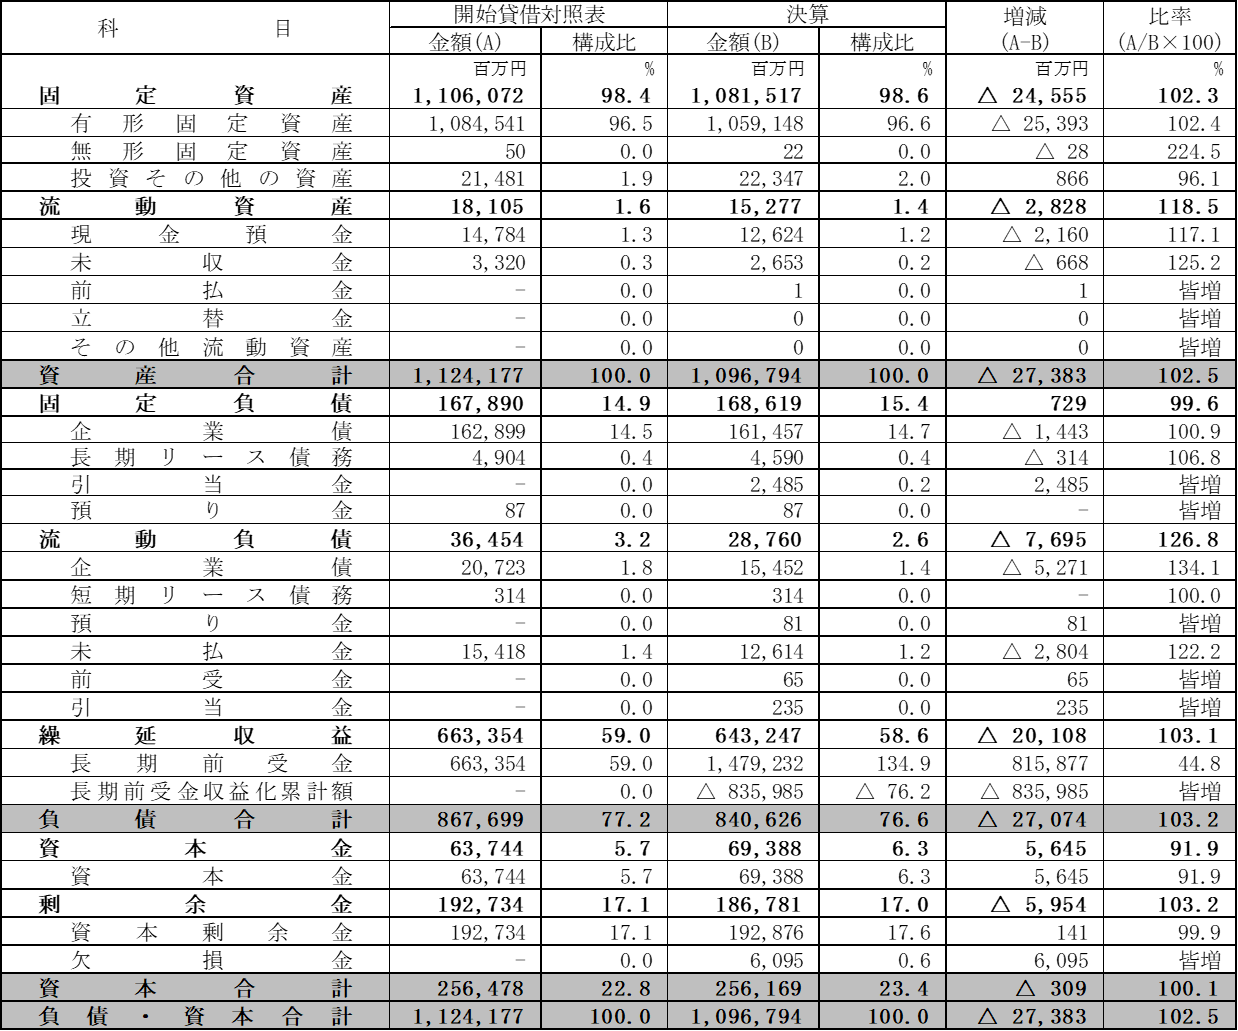 科目 開始貸借対照表 決算 増減 比率
金額(A) 構成比 金額(B) 構成比 (A-B) (A/B×100)
百万円 % 百万円 % 百万円 %
固定資産 1,106,072 98.4 1,081,517 98.6 △ 24,555 102.3
有形固定資産 1,084,541 96.5 1,059,148 96.6 △ 25,393 102.4
無形固定資産 50 0.0 22 0.0 △ 28 224.5
投資その他の資産 21,481 1.9 22,347 2.0 866 96.1
流動資産 18,105 1.6 15,277 1.4 △ 2,828 118.5
現金預金 14,784 1.3 12,624 1.2 △ 2,160 117.1
未収金 3,320 0.3 2,653 0.2 △ 668 125.2
前払金 - 0.0 1 0.0 1 皆増
立替金 - 0.0 0 0.0 0 皆増
その他流動資産 - 0.0 0 0.0 0 皆増
資産合計 1,124,177 100.0 1,096,794 100.0 △ 27,383 102.5
固定負債 167,890 14.9 168,619 15.4 729 99.6
企業債 162,899 14.5 161,457 14.7 △ 1,443 100.9
長期リース債務 4,904 0.4 4,590 0.4 △ 314 106.8
引当金 - 0.0 2,485 0.2 2,485 皆増
預り金 87 0.0 87 0.0 - 皆増
流動負債 36,454 3.2 28,760 2.6 △ 7,695 126.8
企業債 20,723 1.8 15,452 1.4 △ 5,271 134.1
短期リース債務 314 0.0 314 0.0 - 100.0
預り金 - 0.0 81 0.0 81 皆増
未払金 15,418 1.4 12,614 1.2 △ 2,804 122.2
前受金 - 0.0 65 0.0 65 皆増
引当金 - 0.0 235 0.0 235 皆増
繰延収益 663,354 59.0 643,247 58.6 △ 20,108 103.1
長期前受金 663,354 59.0 1,479,232 134.9 815,877 44.8
長期前受金収益化累計額 - 0.0 △ 835,985 △ 76.2 △ 835,985 皆増
負債合計 867,699 77.2 840,626 76.6 △ 27,074 103.2
資本金 63,744 5.7 69,388 6.3 5,645 91.9
資本金 63,744 5.7 69,388 6.3 5,645 91.9
剰余金 192,734 17.1 186,781 17.0 △ 5,954 103.2
資本剰余金 192,734 17.1 192,876 17.6 141 99.9
欠損金 - 0.0 6,095 0.6 6,095 皆増
資本合計 256,478 22.8 256,169 23.4 △ 309 100.1
負債・資本合計 1,124,177 100.0 1,096,794 100.0 △ 27,383 102.5